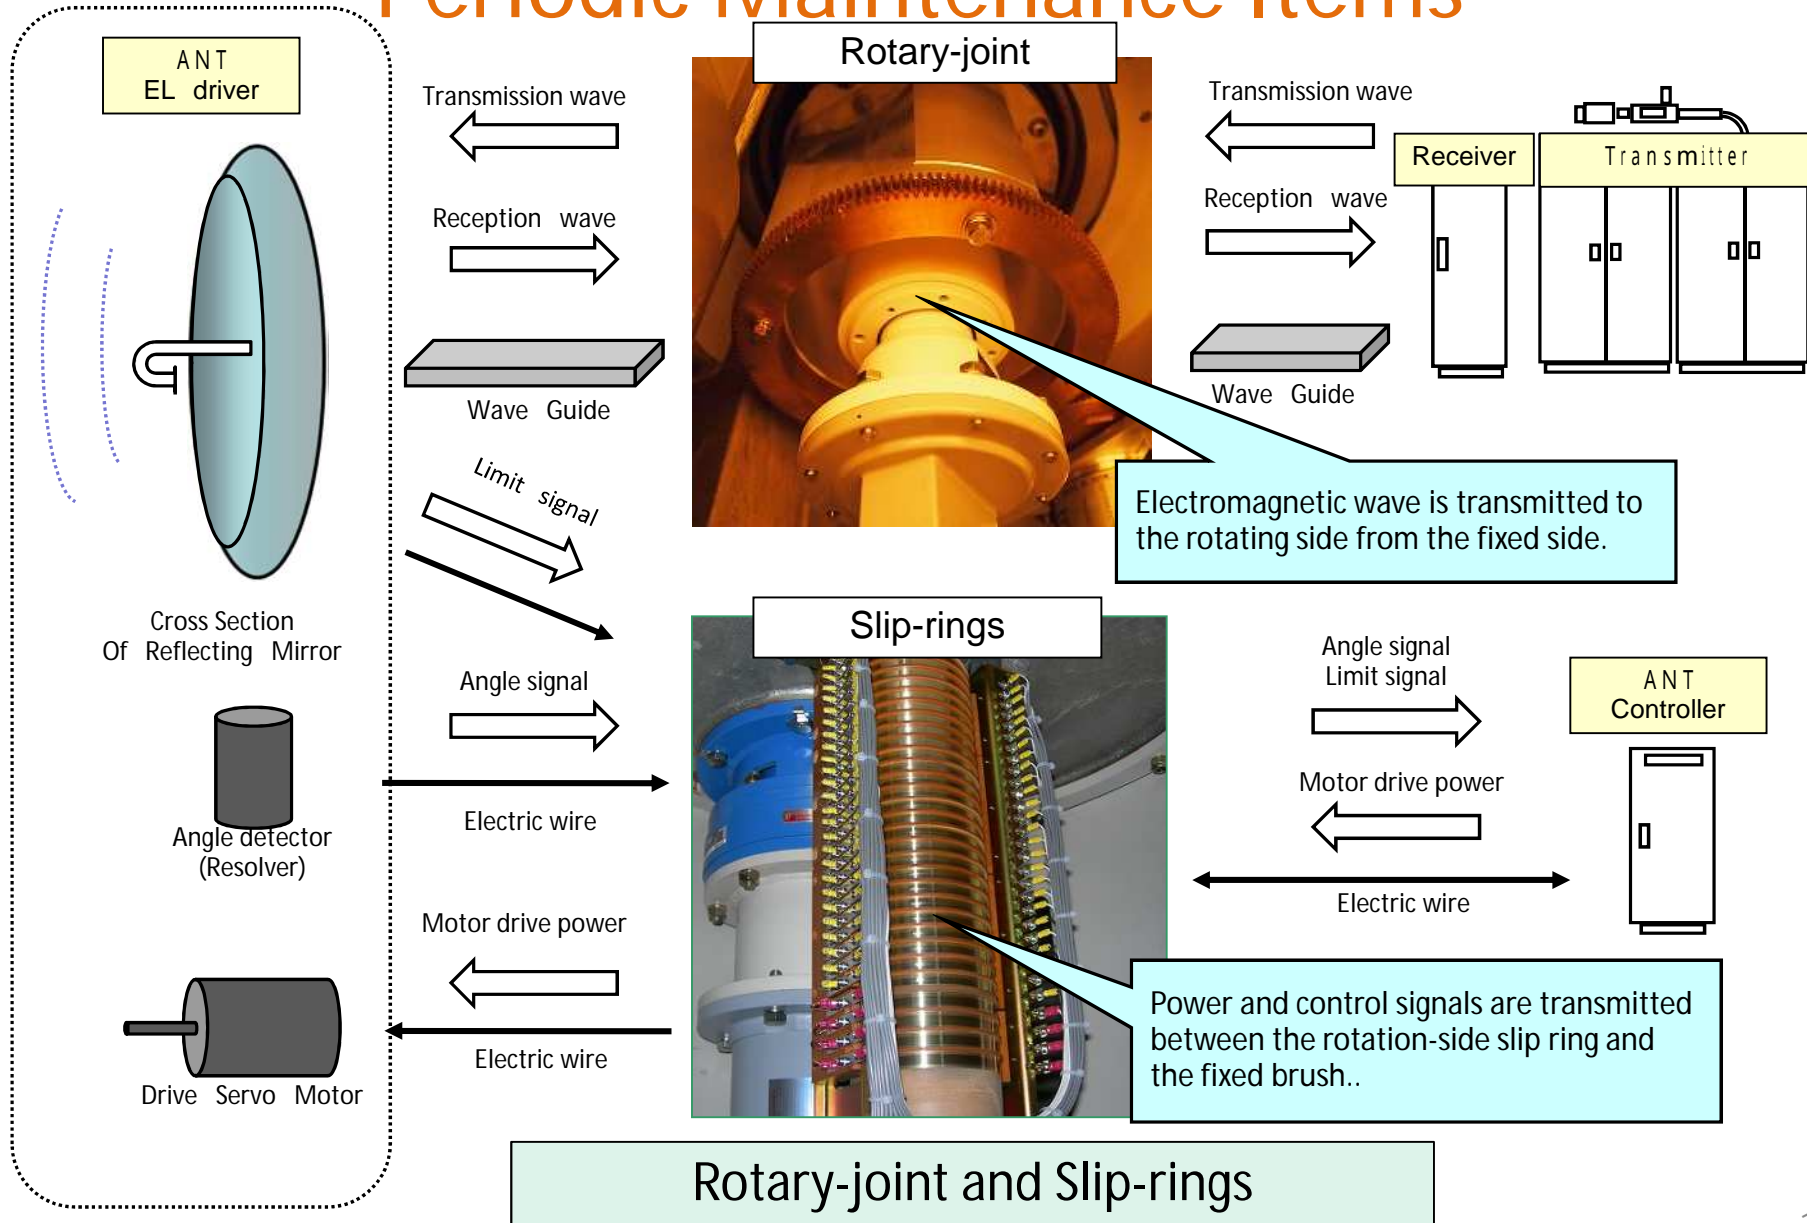 Periodic Maintenance Items
ANT
EL driver
Transmission wave
Reception wave
Wave Guide
Limit signal
Cross Section
Of Reflecting Mirror
Angle signal
Electric wire
Angle detector
(Resolver)
Motor drive power
Electric wire
Drive Servo Motor
Rotary-joint
Transmission wave
Reception wave
Wave Guide
Receiver
Transmitter
Electromagnetic wave is transmitted to
the rotating side from the fixed side.
Slip-rings
Angle signal
Limit signal
Motor drive power
Electric wire
ANT
Controller
Power and control signals are transmitted
between the rotation-side slip ring and
the fixed brush..
Rotary-joint and Slip-rings